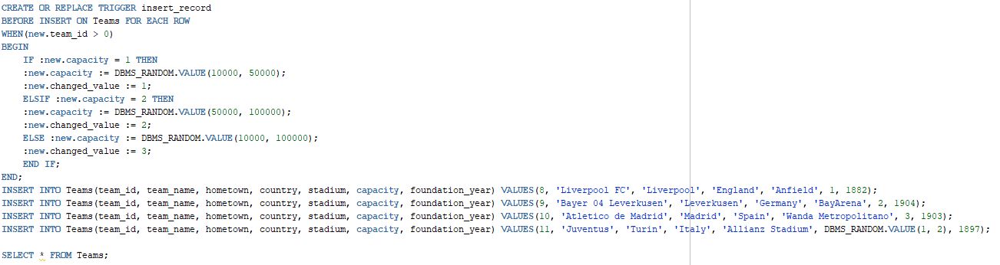 CREATE OR REPLACE TRIGGER insert_record
BEFORE INSERT ON Teams FOR EACH ROW
WHEN(new.team_id > 0)
BEGIN
    IF :new.capacity = 1 THEN
    :new.capacity := DBMS_RANDOM.VALUE(10000, 50000);
    :new.changed_value := 1;
    ELSIF :new.capacity = 2 THEN
    :new.capacity := DBMS_RANDOM.VALUE(50000, 100000);
    :new.changed_value := 2;
    ELSE :new.capacity := DBMS_RANDOM.VALUE(10000, 100000);
    :new.changed_value := 3;
    END IF;
END;
INSERT INTO Teams(team_id, team_name, hometown, country, stadium, capacity, foundation_year) VALUES(8, 'Liverpool FC', 'Liverpool', 'England', 'Anfield', 1, 1882);
INSERT INTO Teams(team_id, team_name, hometown, country, stadium, capacity, foundation_year) VALUES(9, 'Bayer 04 Leverkusen', 'Leverkusen', 'Germany', 'BayArena', 2, 1904);
INSERT INTO Teams(team_id, team_name, hometown, country, stadium, capacity, foundation_year) VALUES(10, 'Atletico de Madrid', 'Madrid', 'Spain', 'Wanda Metropolitano', 3, 1903);
INSERT INTO Teams(team_id, team_name, hometown, country, stadium, capacity, foundation_year) VALUES(11, 'Juventus', 'Turin', 'Italy', 'Allianz Stadium', DBMS_RANDOM.VALUE(1, 2), 1897);
SELECT * FROM Teams;